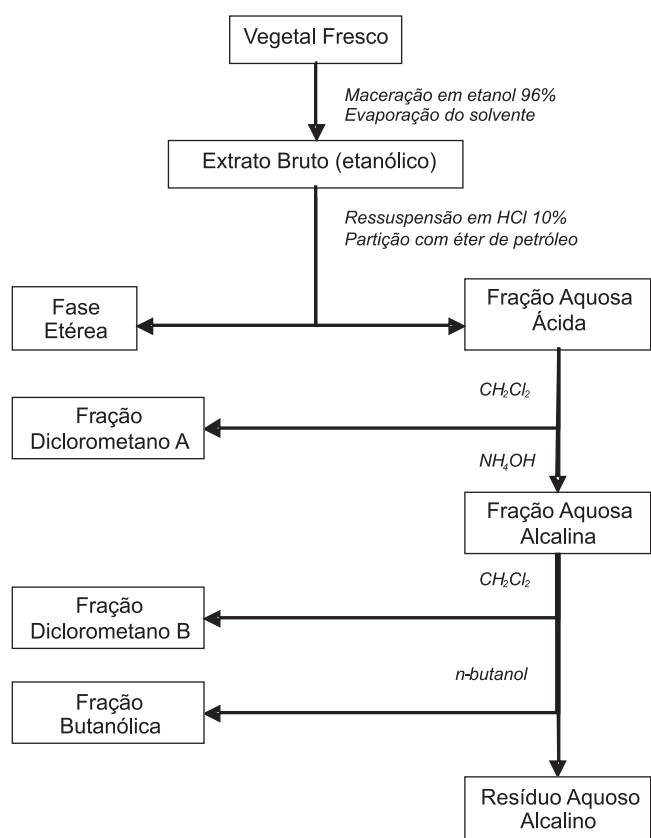 Vegetal Fresco
Maceração em etanol 96%
Evaporação do solvente
Extrato Bruto (etanólico)
Ressuspensão em HCl 10%
Partição com éter de petróleo
Fase
Etérea
Fração Aquosa
Ácida
CH₂Cl₂
Fração
Diclorometano A
NH₄OH
Fração Aquosa
Alcalina
CH₂Cl₂
Fração
Diclorometano B
n-butanol
Fração
Butanólica
Resíduo Aquoso
Alcalino